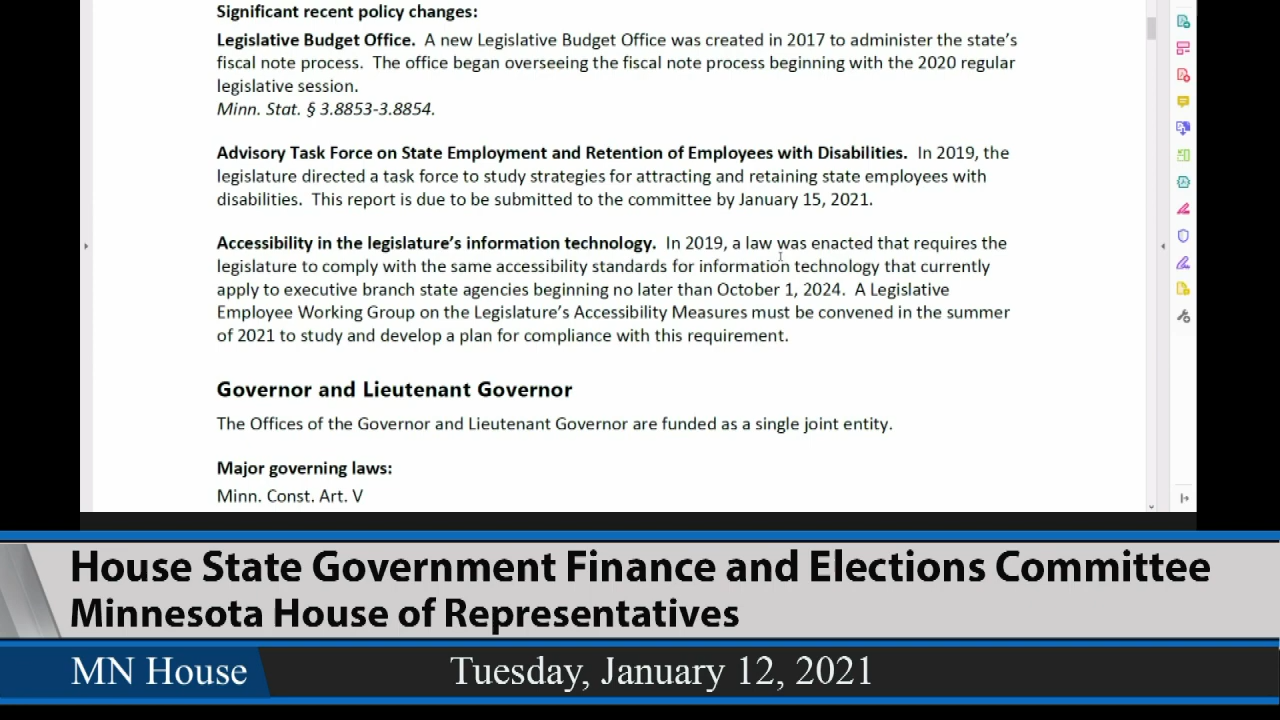 Significant recent policy changes:
Legislative Budget Office. A new Legislative Budget Office was created in 2017 to administer the state's
fiscal note process. The office began overseeing the fiscal note process beginning with the 2020 regular
legislative session.
Minn. Stat. § 3.8853-3.8854.
Advisory Task Force on State Employment and Retention of Employees with Disabilities. In 2019, the
legislature directed a task force to study strategies for attracting and retaining state employees with
disabilities. This report is due to be submitted to the committee by January 15, 2021.
Accessibility in the legislature's information technology. In 2019, a law was enacted that requires the
legislature to comply with the same accessibility standards for information technology that currently
apply to executive branch state agencies beginning no later than October 1, 2024. A Legislative
Employee Working Group on the Legislature's Accessibility Measures must be convened in the summer
of 2021 to study and develop a plan for compliance with this requirement.
Governor and Lieutenant Governor
The Offices of the Governor and Lieutenant Governor are funded as a single joint entity.
Major governing laws:
Minn. Const. Art. V
House State Government Finance and Elections Committee
Minnesota House of Representatives
MN House
Tuesday, January 12, 2021